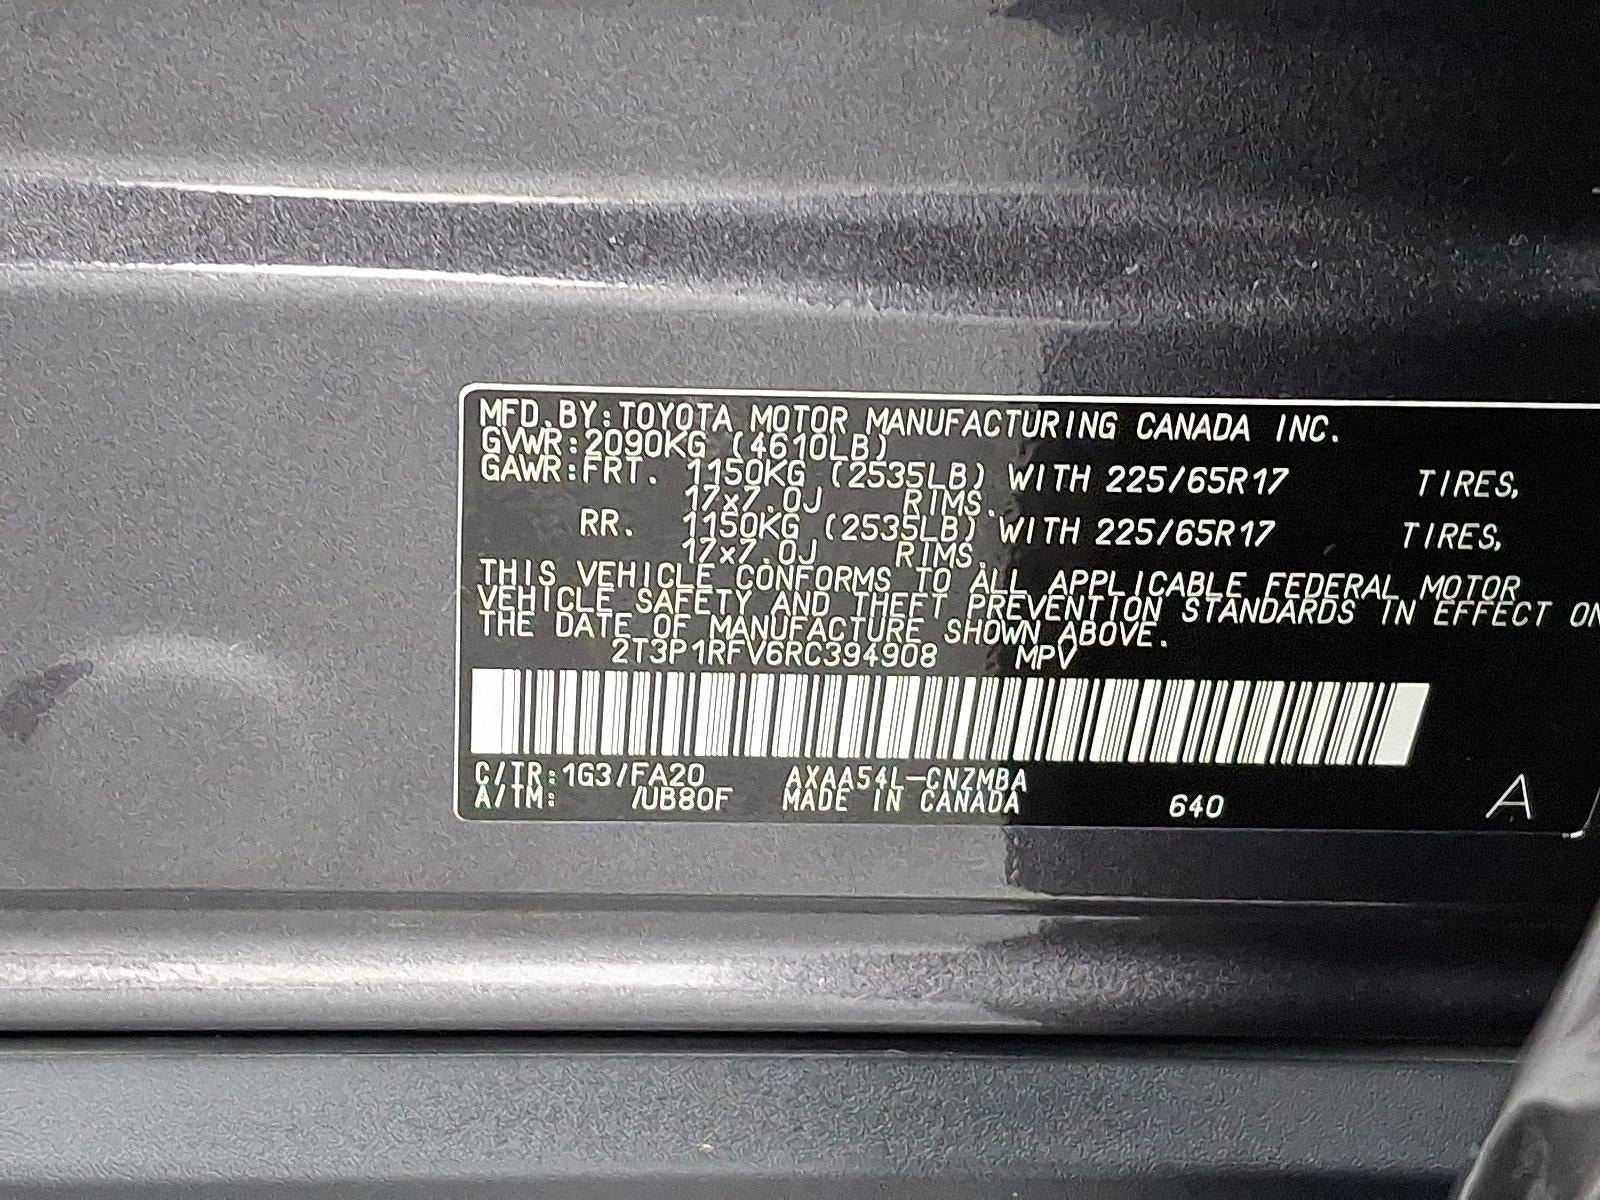 MFD. BY: TOYOTA MOTOR MANUFACTURING CANADA INC.
GVWR: 2090KG (4610LB)
GAWR: FRT. 1150KG (2535LB) WITH 225/65R17 TIRES,
17x7.0J RIMS.
RR. 1150KG (2535LB) WITH 225/65R17 TIRES,
17x7.0J RIMS.
THIS VEHICLE CONFORMS TO ALL APPLICABLE FEDERAL MOTOR
VEHICLE SAFETY AND THEFT PREVENTION STANDARDS IN EFFECT ON
THE DATE OF MANUFACTURE SHOWN ABOVE.
2T3P1RFV6RC394908 MPV
C/TR: 1G3/FA20 AXAA54L-CNZMBA
A/TM: /UB80F MADE IN CANADA 640 A